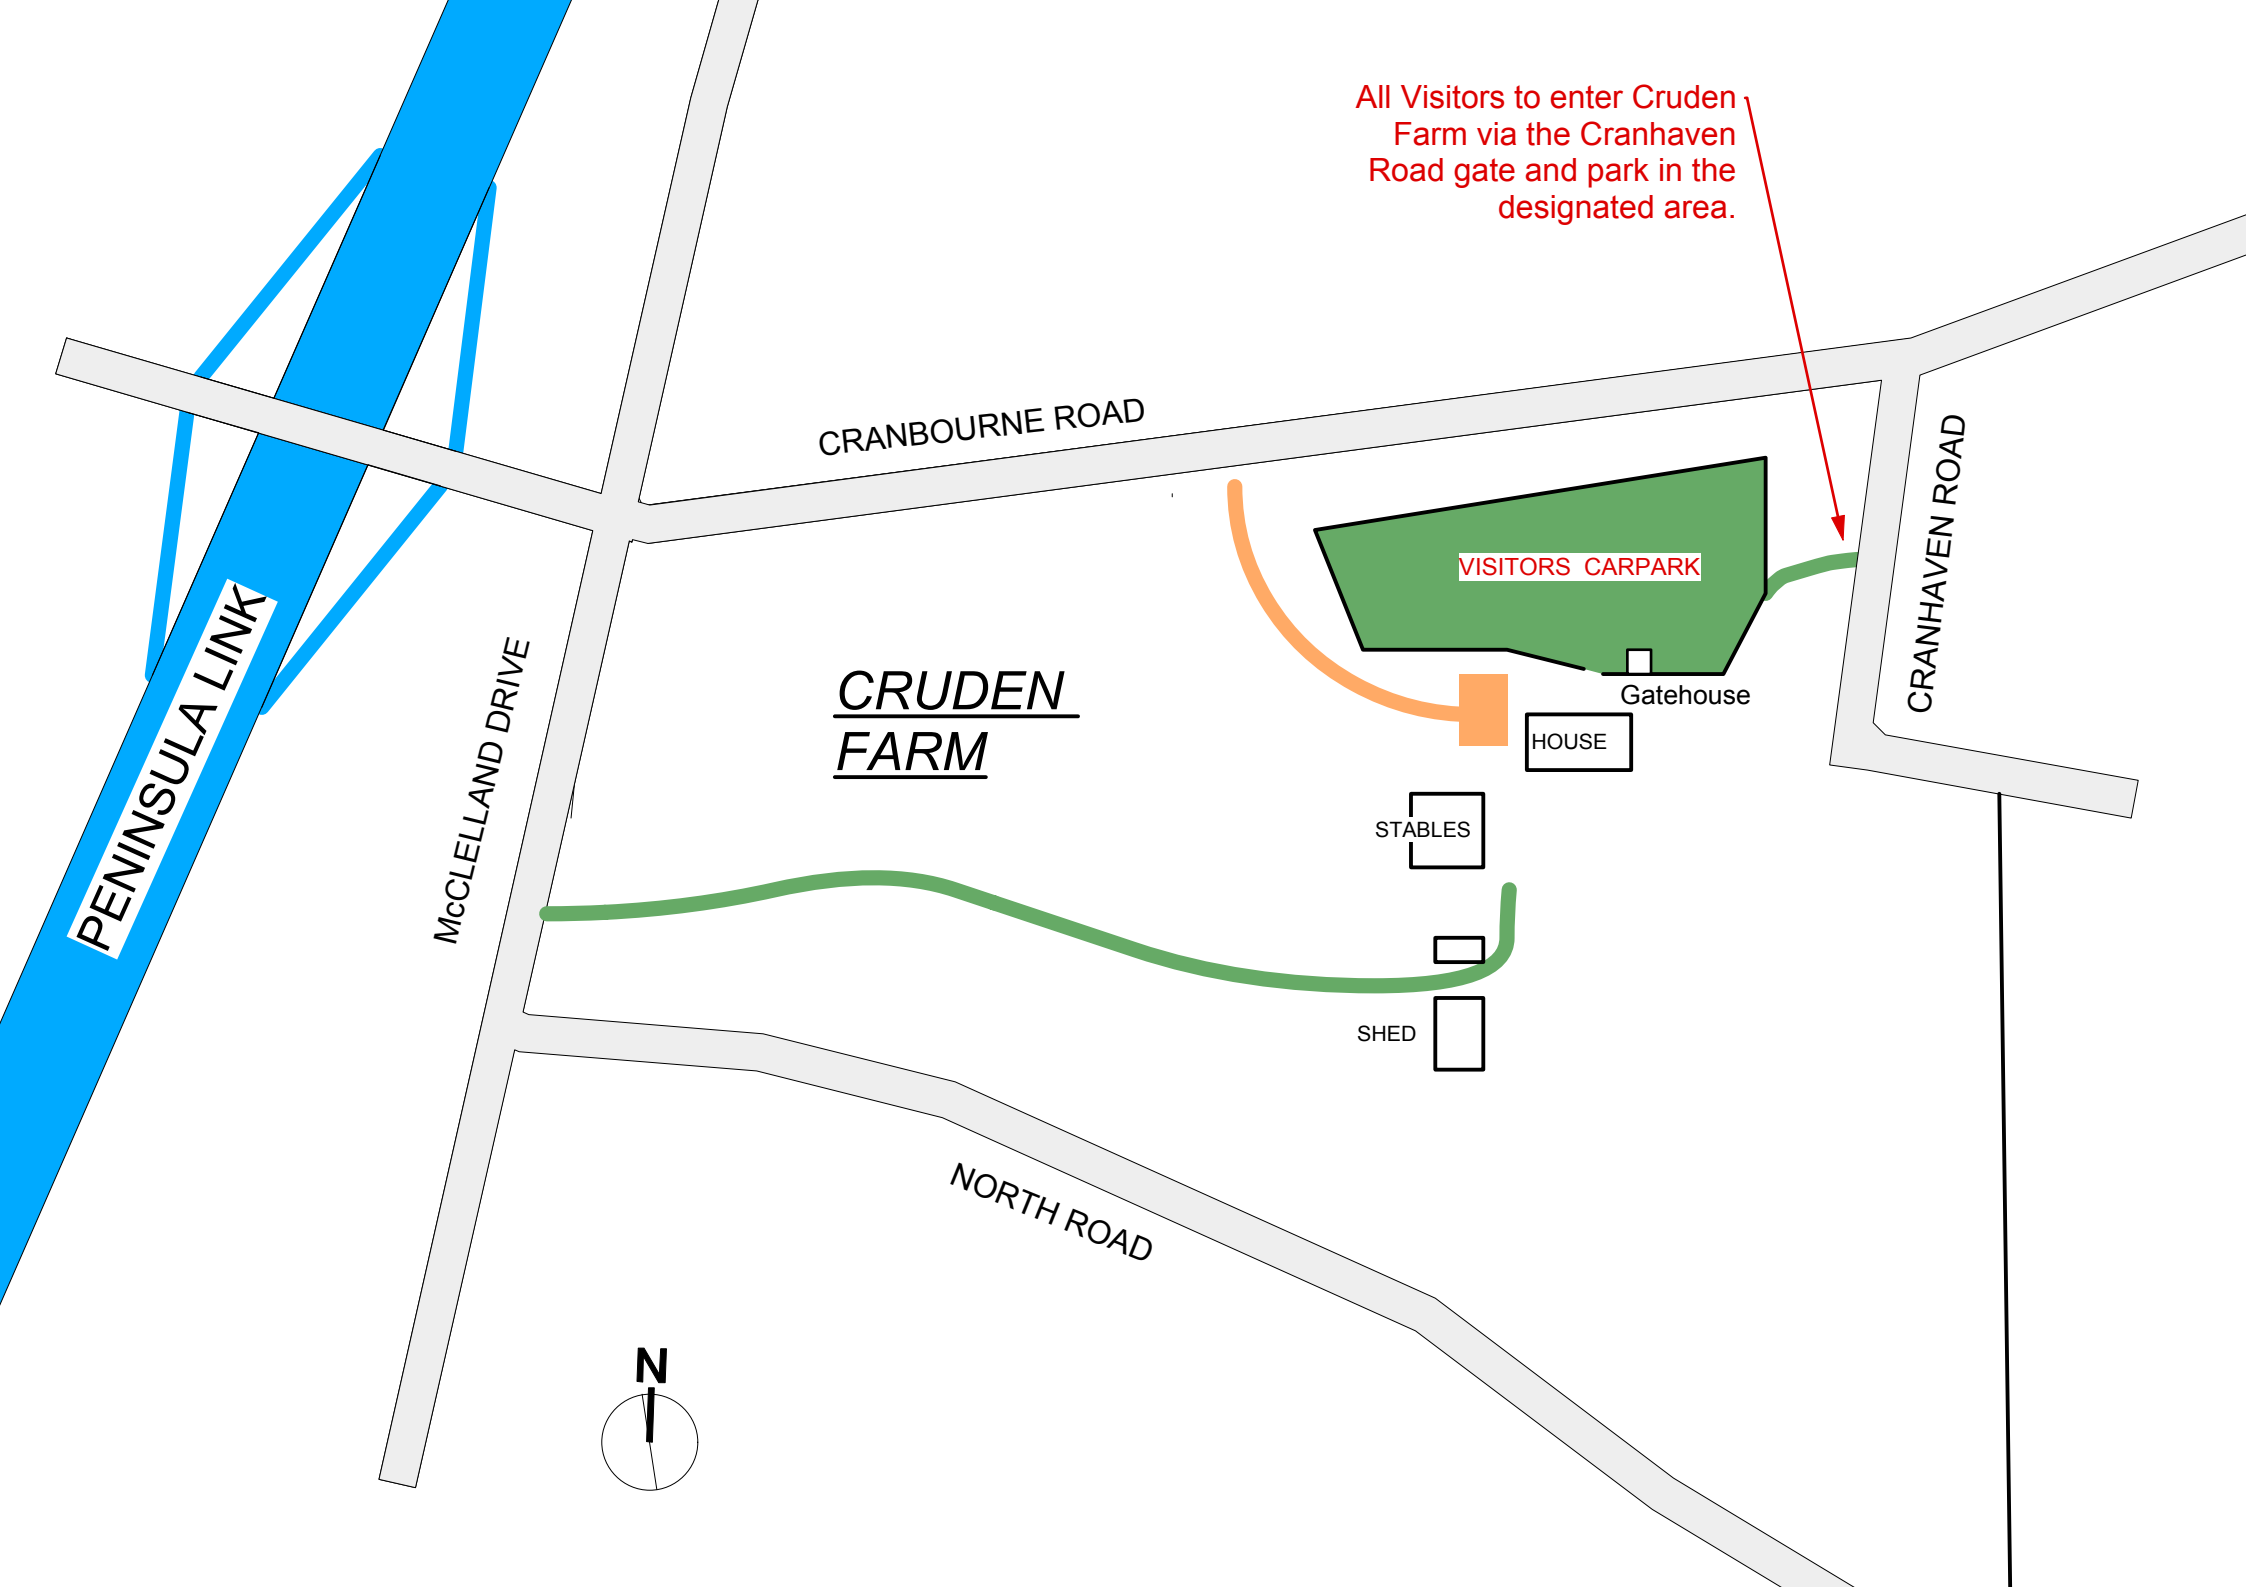 All Visitors to enter Cruden
Farm via the Cranhaven
Road gate and park in the
designated area.
CRANBOURNE ROAD
CRANHAVEN ROAD
VISITORS  CARPARK
PENINSULA LINK
McCLELLAND DRIVE
CRUDEN
FARM
Gatehouse
HOUSE
STABLES
SHED
NORTH ROAD
N